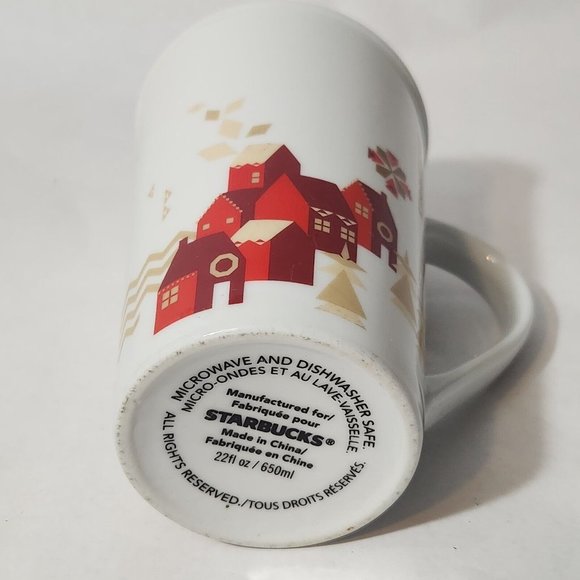 MICROWAVE AND DISHWASHER SAFE.
MICRO-ONDES ET AU LAVE-VAISSELLE.
Manufactured for/
Fabriquée pour
STARBUCKS®
Made in China/
Fabriquée en Chine
22fl oz / 650ml
ALL RIGHTS RESERVED./TOUS DROITS RÉSERVÉS.